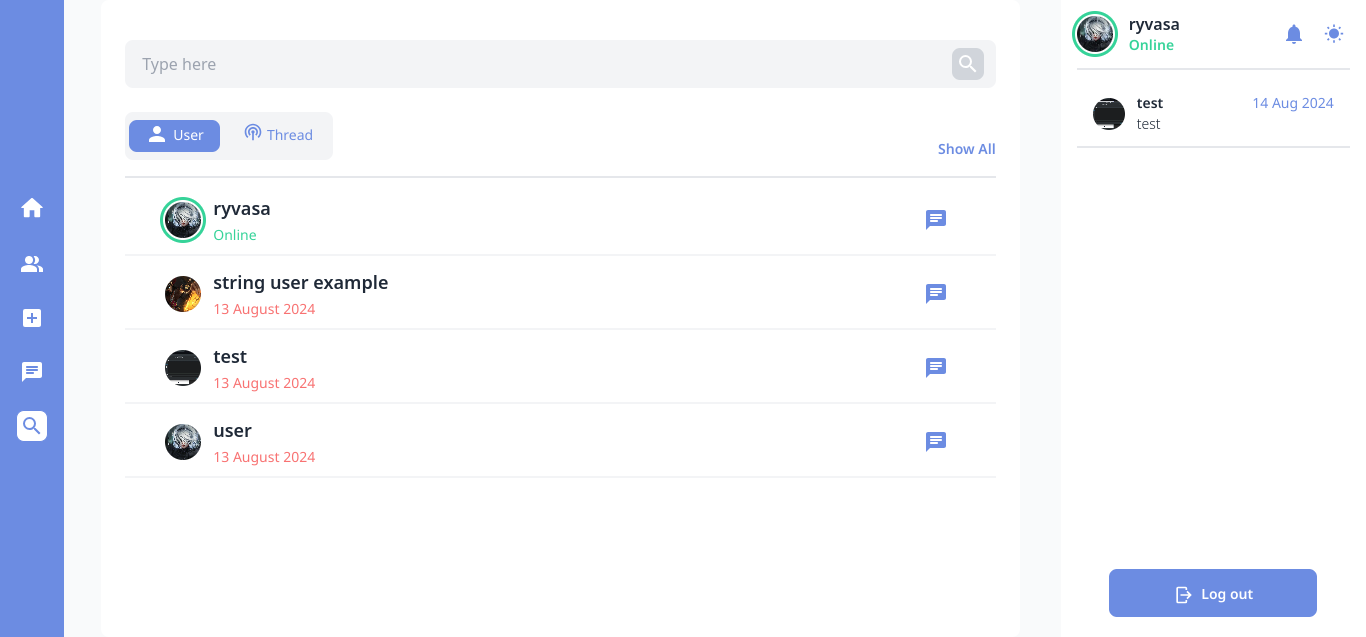 Type here
User
Thread
Show All
ryvasa
Online
string user example
13 August 2024
test
13 August 2024
user
13 August 2024
ryvasa
Online
test
14 Aug 2024
test
Log out